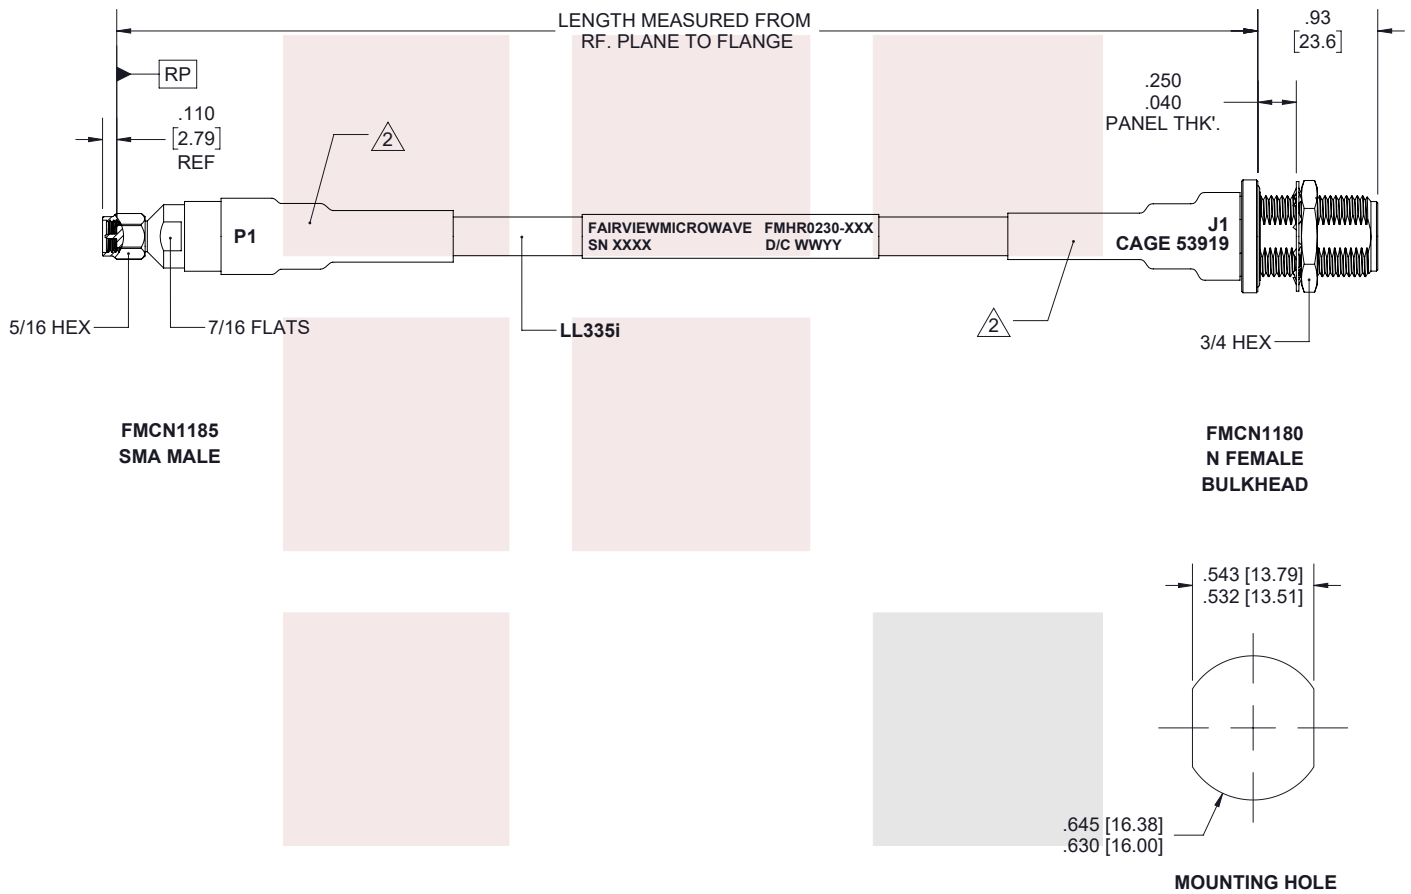 LENGTH MEASURED FROM
RF. PLANE TO FLANGE
.93
[23.6]
RP
.110
[2.79]
REF
2
.250
.040
PANEL THK'.
P1
FAIRVIEWMICROWAVE FMHR0230-XXX
SN XXXX D/C WWYY
J1
CAGE 53919
5/16 HEX
7/16 FLATS
LL335i
2
3/4 HEX
FMCN1185
SMA MALE
FMCN1180
N FEMALE
BULKHEAD
.543 [13.79]
.532 [13.51]
.645 [16.38]
.630 [16.00]
MOUNTING HOLE